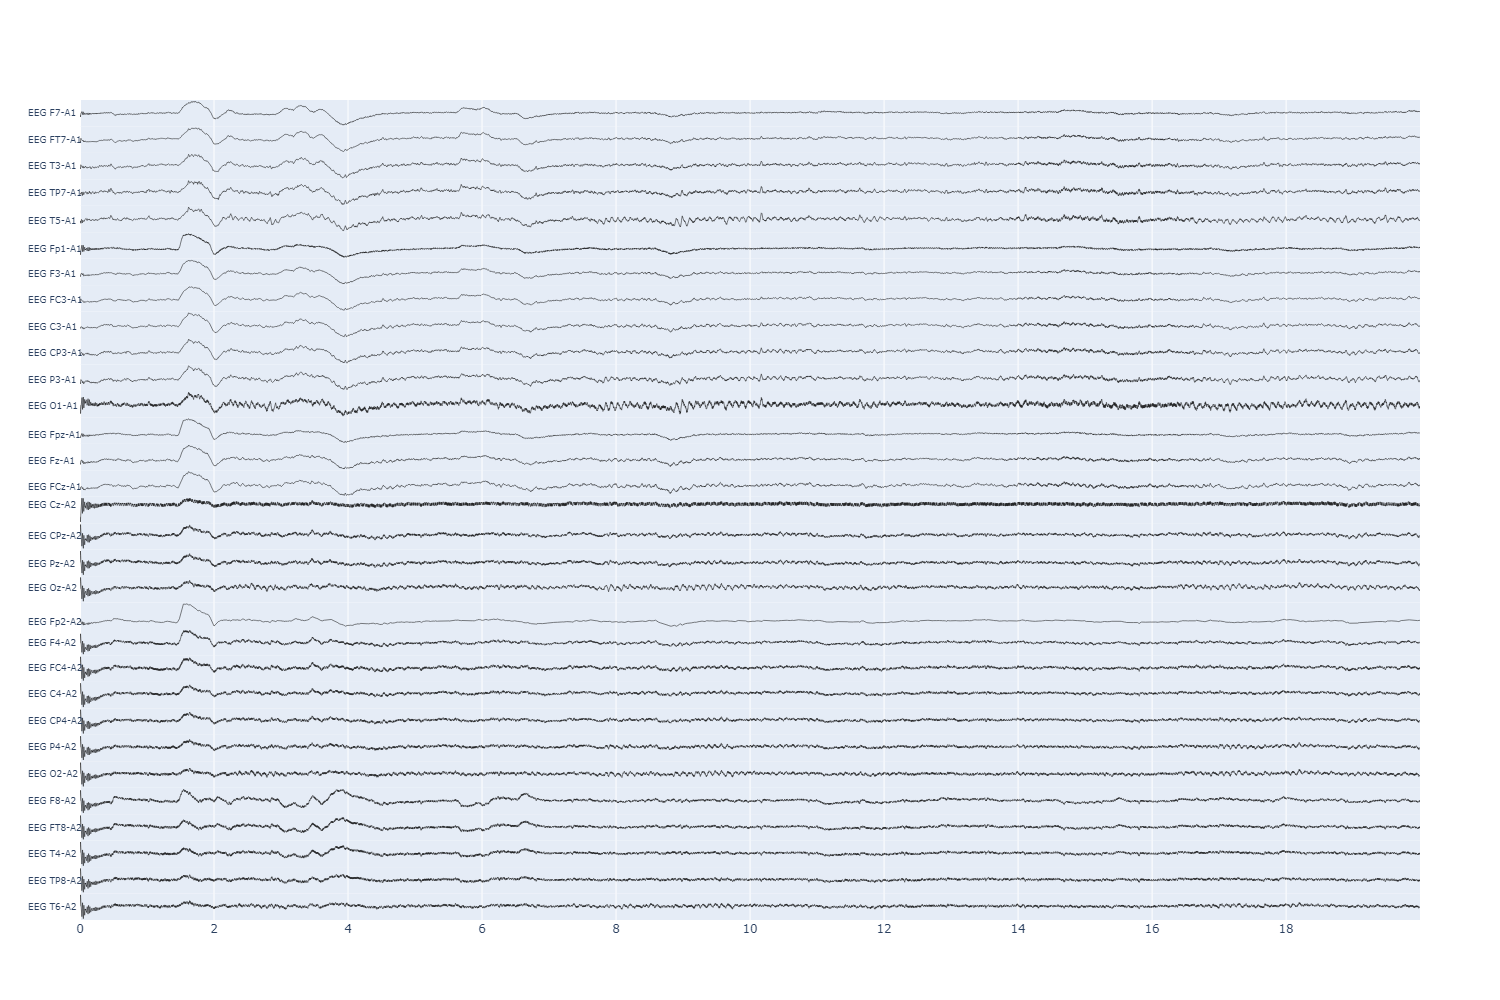 EEG F7-A1
EEG FT7-A1
EEG T3-A1
EEG TP7-A1
EEG T5-A1
EEG Fp1-A1
EEG F3-A1
EEG FC3-A1
EEG C3-A1
EEG CP3-A1
EEG P3-A1
EEG O1-A1
EEG Fpz-A1
EEG Fz-A1
EEG FCz-A1
EEG Cz-A2
EEG CPz-A2
EEG Pz-A2
EEG Oz-A2
EEG Fp2-A2
EEG F4-A2
EEG FC4-A2
EEG C4-A2
EEG CP4-A2
EEG P4-A2
EEG O2-A2
EEG F8-A2
EEG FT8-A2
EEG T4-A2
EEG TP8-A2
EEG T6-A2
0 2 4 6 8 10 12 14 16 18